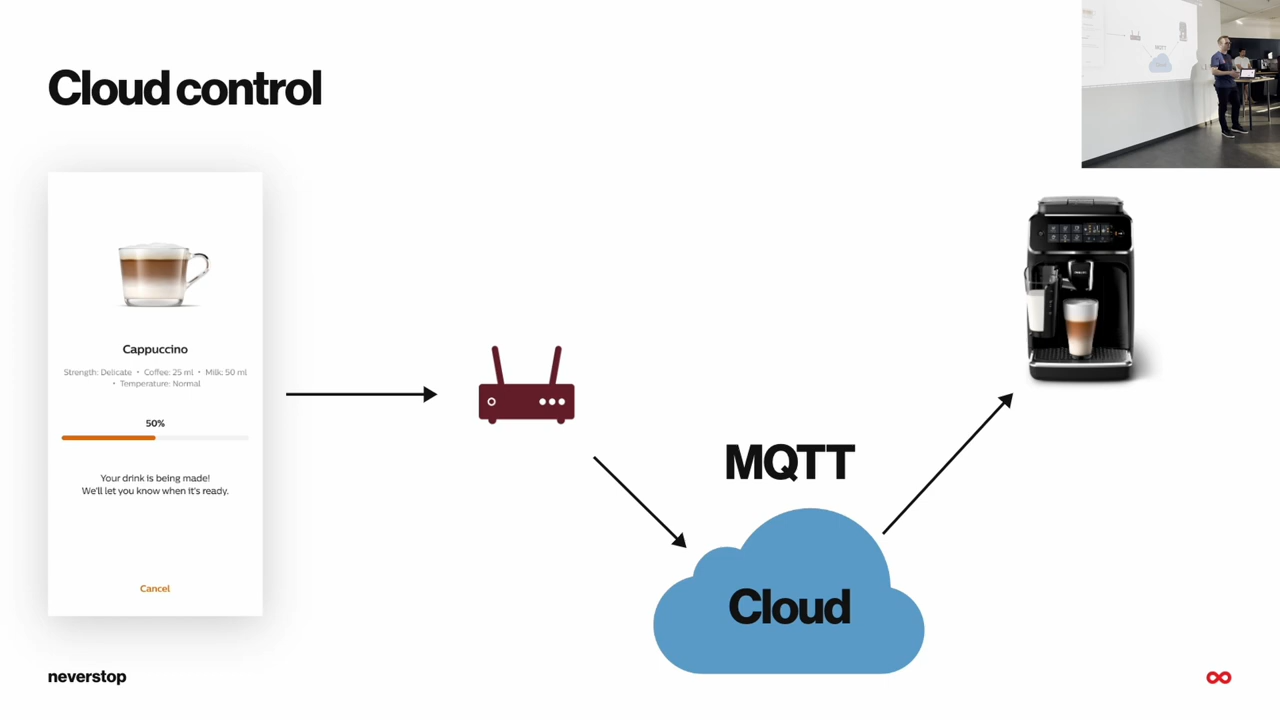 Cloud control
Cappuccino
Strength: Delicate • Coffee: 25 ml • Milk: 50 ml
• Temperature: Normal
50%
Your drink is being made!
We'll let you know when it's ready.
Cancel
MQTT
Cloud
neverstop